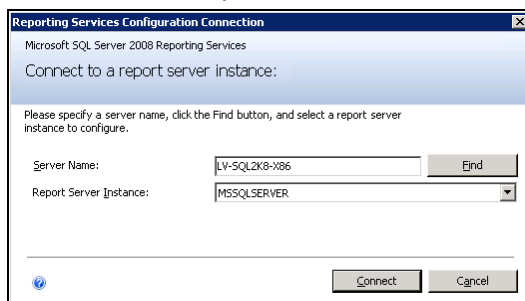 Reporting Services Configuration Connection
Microsoft SQL Server 2008 Reporting Services
Connect to a report server instance:
Please specify a server name, click the Find button, and select a report server
instance to configure.
Server Name: LV-SQL2K8-X86 Find
Report Server Instance: MSSQLSERVER
Connect Cancel